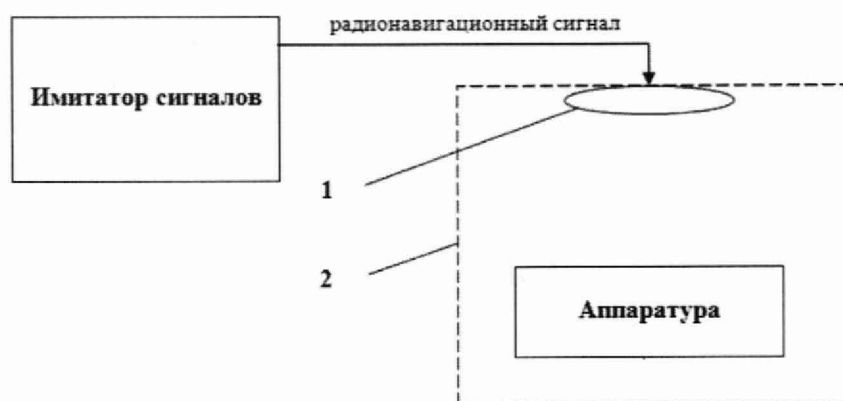 радионавигационный сигнал
Имитатор сигналов
1
2
Аппаратура